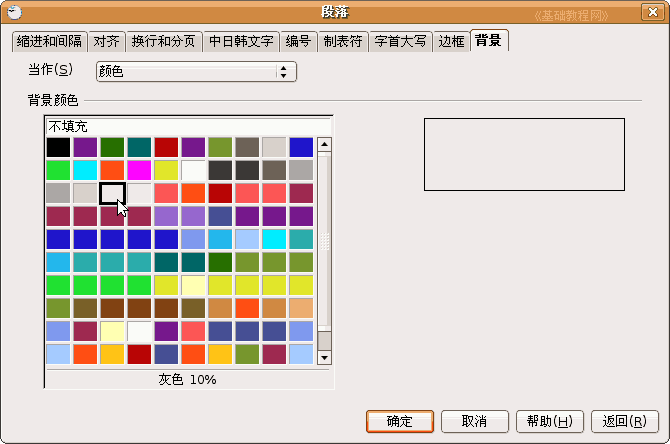 段落
《基础教程网》
缩进和间隔 对齐 换行和分页 中日韩文字 编号 制表符 字首大写 边框 背景
当作(S) 颜色
背景颜色
不填充
灰色 10%
确定 取消 帮助(H) 返回(R)